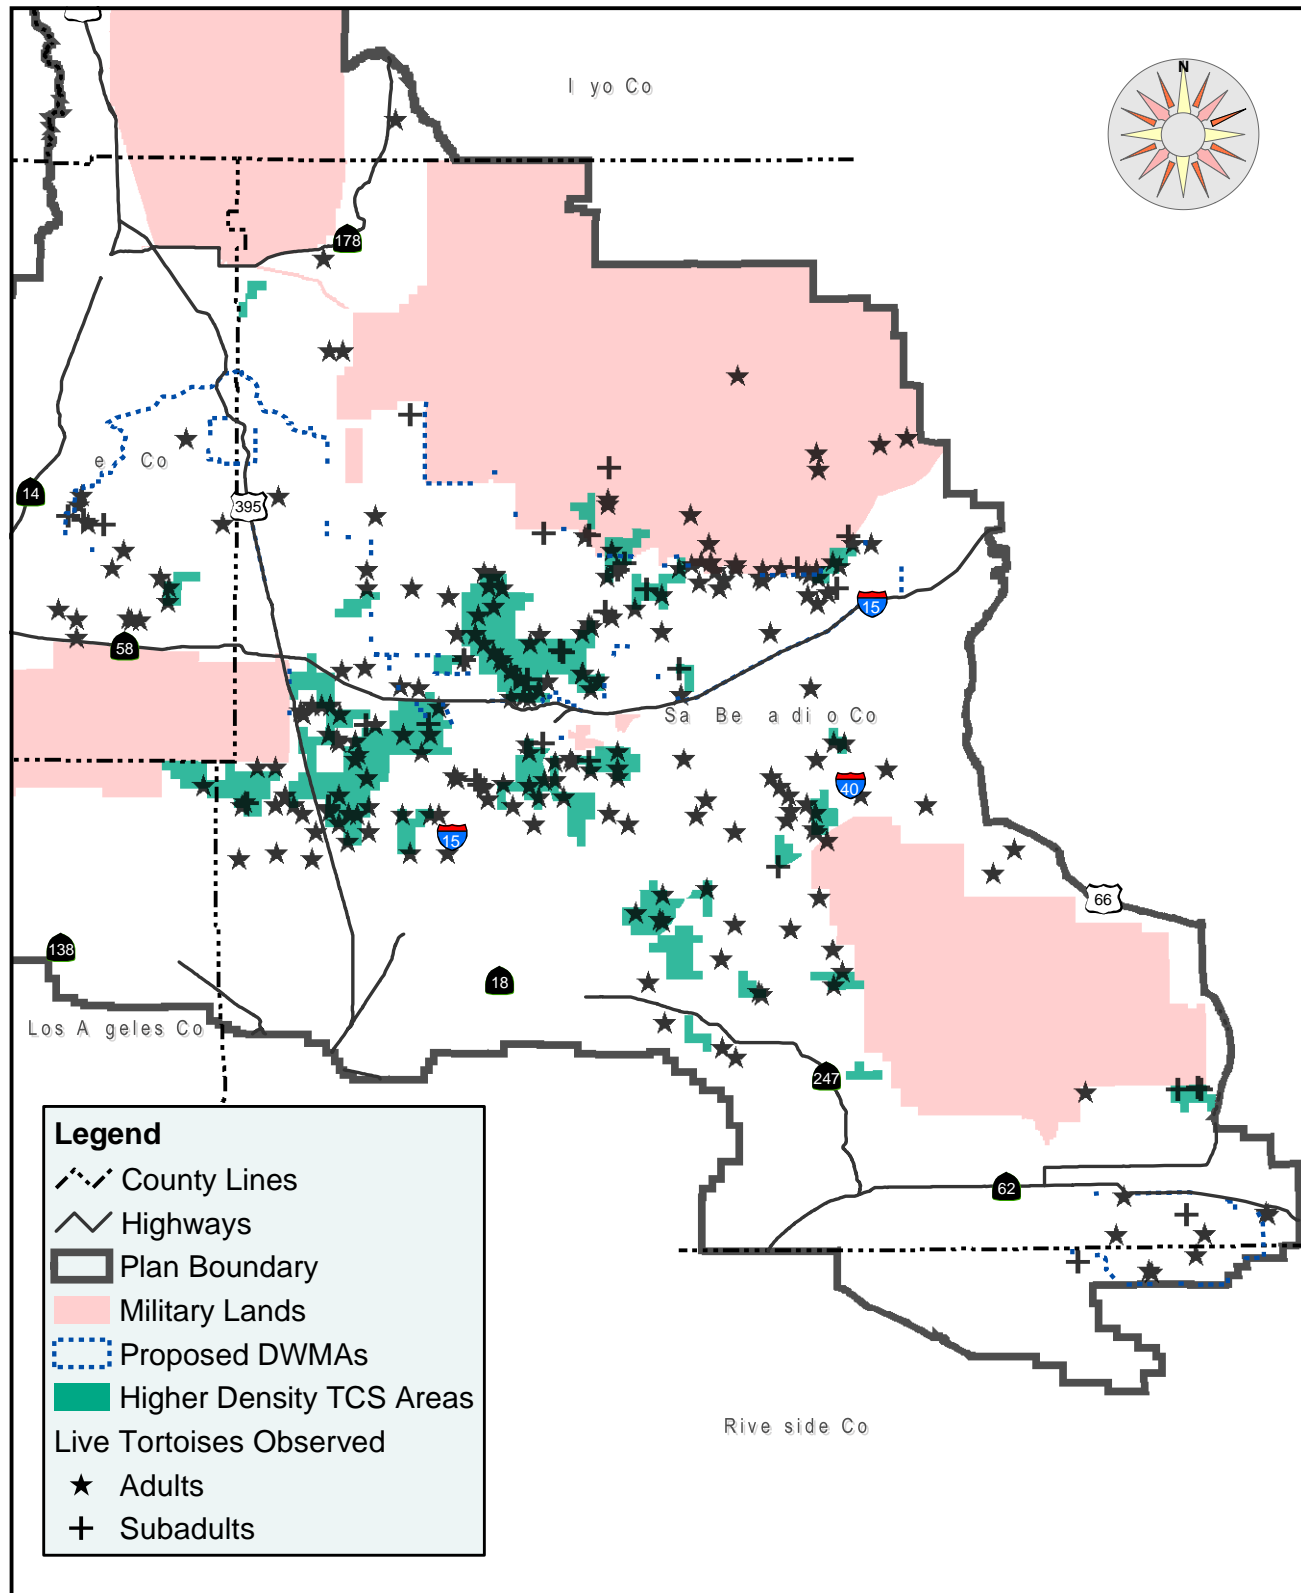 I yo Co
N
178
e Co
14
395
15
58
Sa Be a di o Co
40
15
66
138
18
Los A geles Co
247
62
Legend
County Lines
Highways
Plan Boundary
Military Lands
Proposed DWMAs
Higher Density TCS Areas
Live Tortoises Observed
Adults
Subadults
Rive side Co